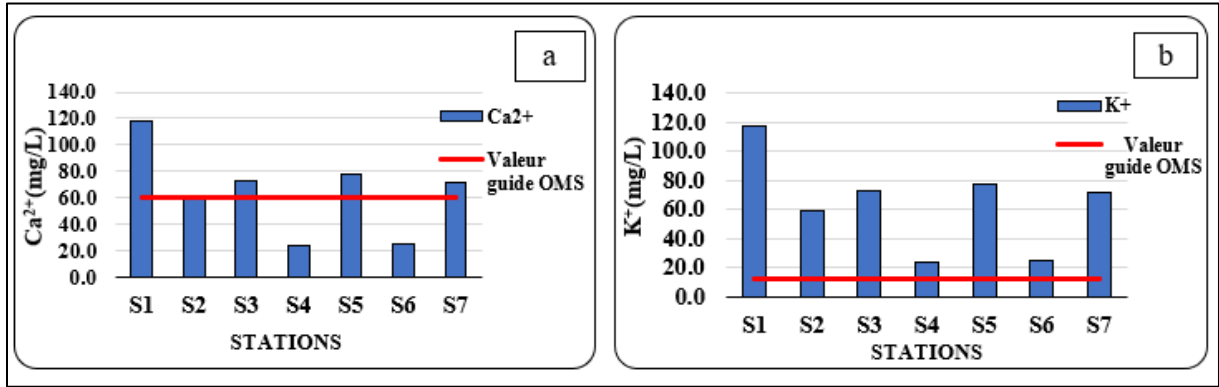 a
140.0
120.0
100.0
80.0
60.0
40.0
20.0
0.0
Ca²⁺(mg/L)
Ca2+
Valeur
guide OMS
S1 S2 S3 S4 S5 S6 S7
STATIONS
b
140.0
120.0
100.0
80.0
60.0
40.0
20.0
0.0
K⁺(mg/L)
K+
Valeur
guide OMS
S1 S2 S3 S4 S5 S6 S7
STATIONS